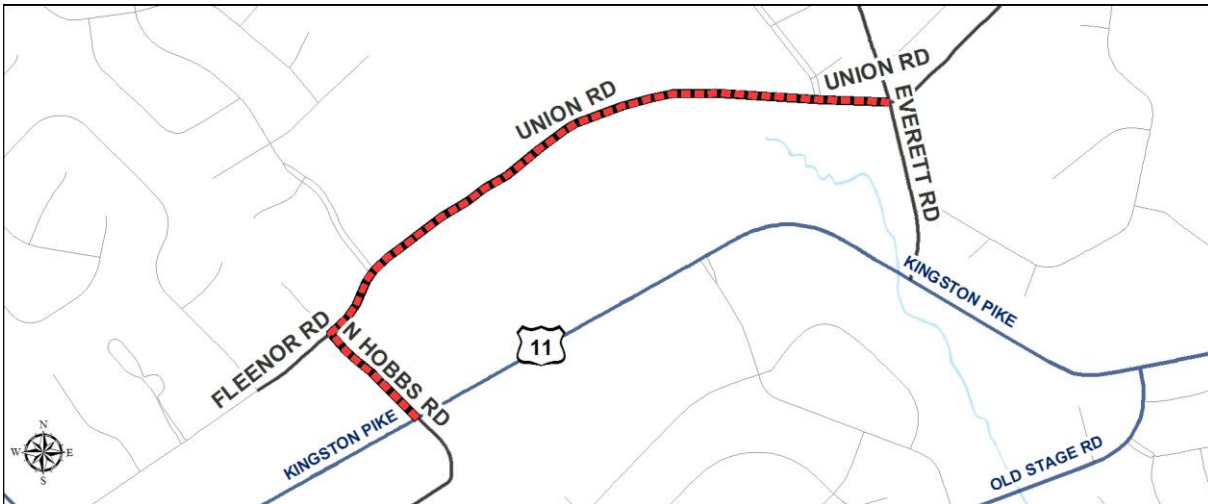 UNION RD
UNION RD
EVERETT RD
KINGSTON PIKE
11
FLEENOR RD
N HOBBS RD
KINGSTON PIKE
OLD STAGE RD
N
W E
S